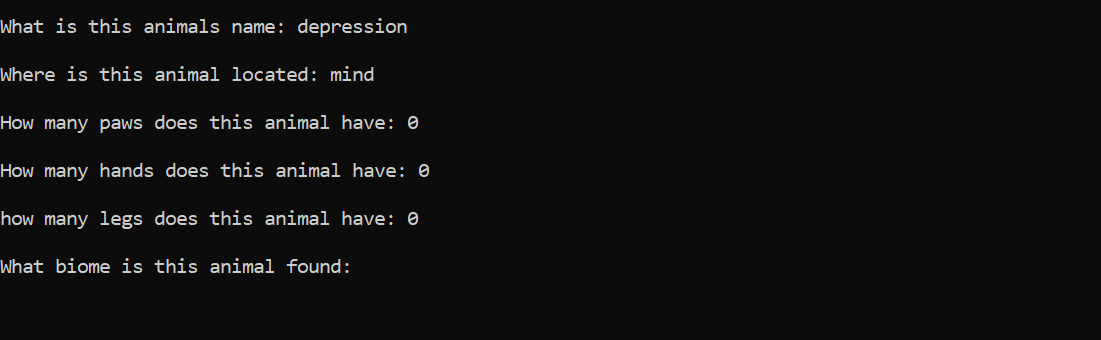 What is this animals name: depression
Where is this animal located: mind
How many paws does this animal have: 0
How many hands does this animal have: 0
how many legs does this animal have: 0
What biome is this animal found: